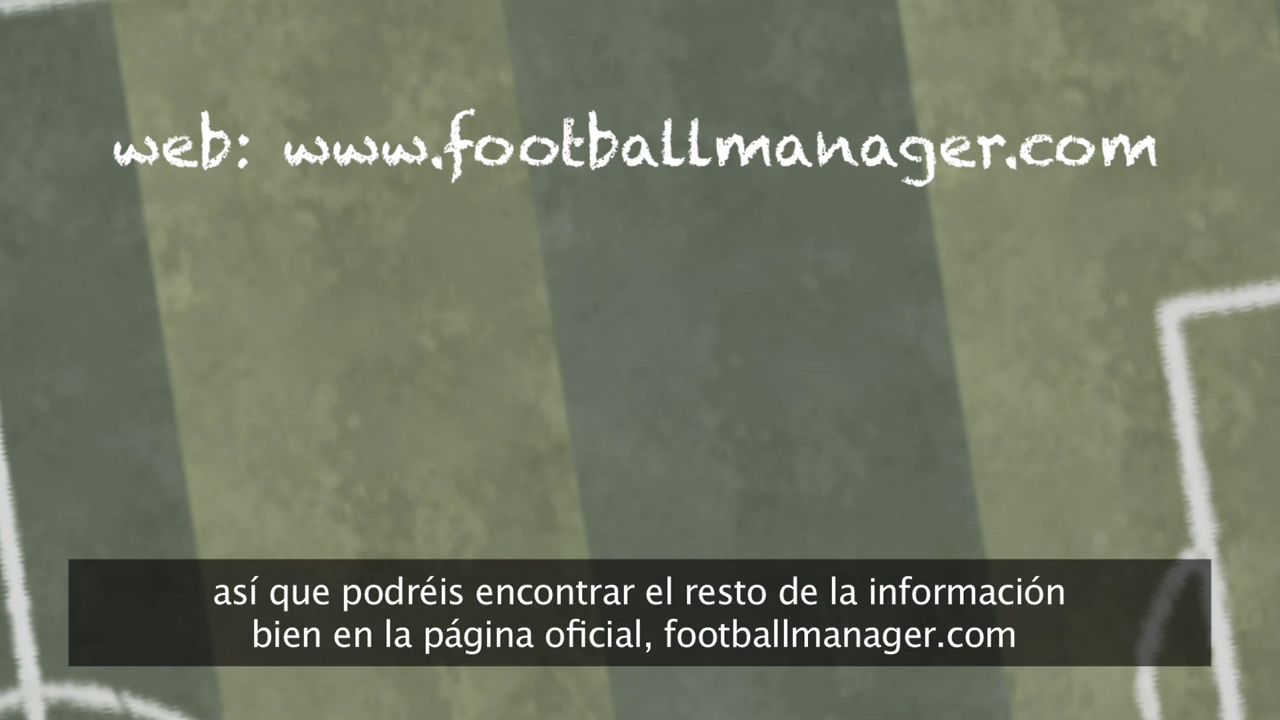 web: www.footballmanager.com
así que podréis encontrar el resto de la información
bien en la página oficial, footballmanager.com